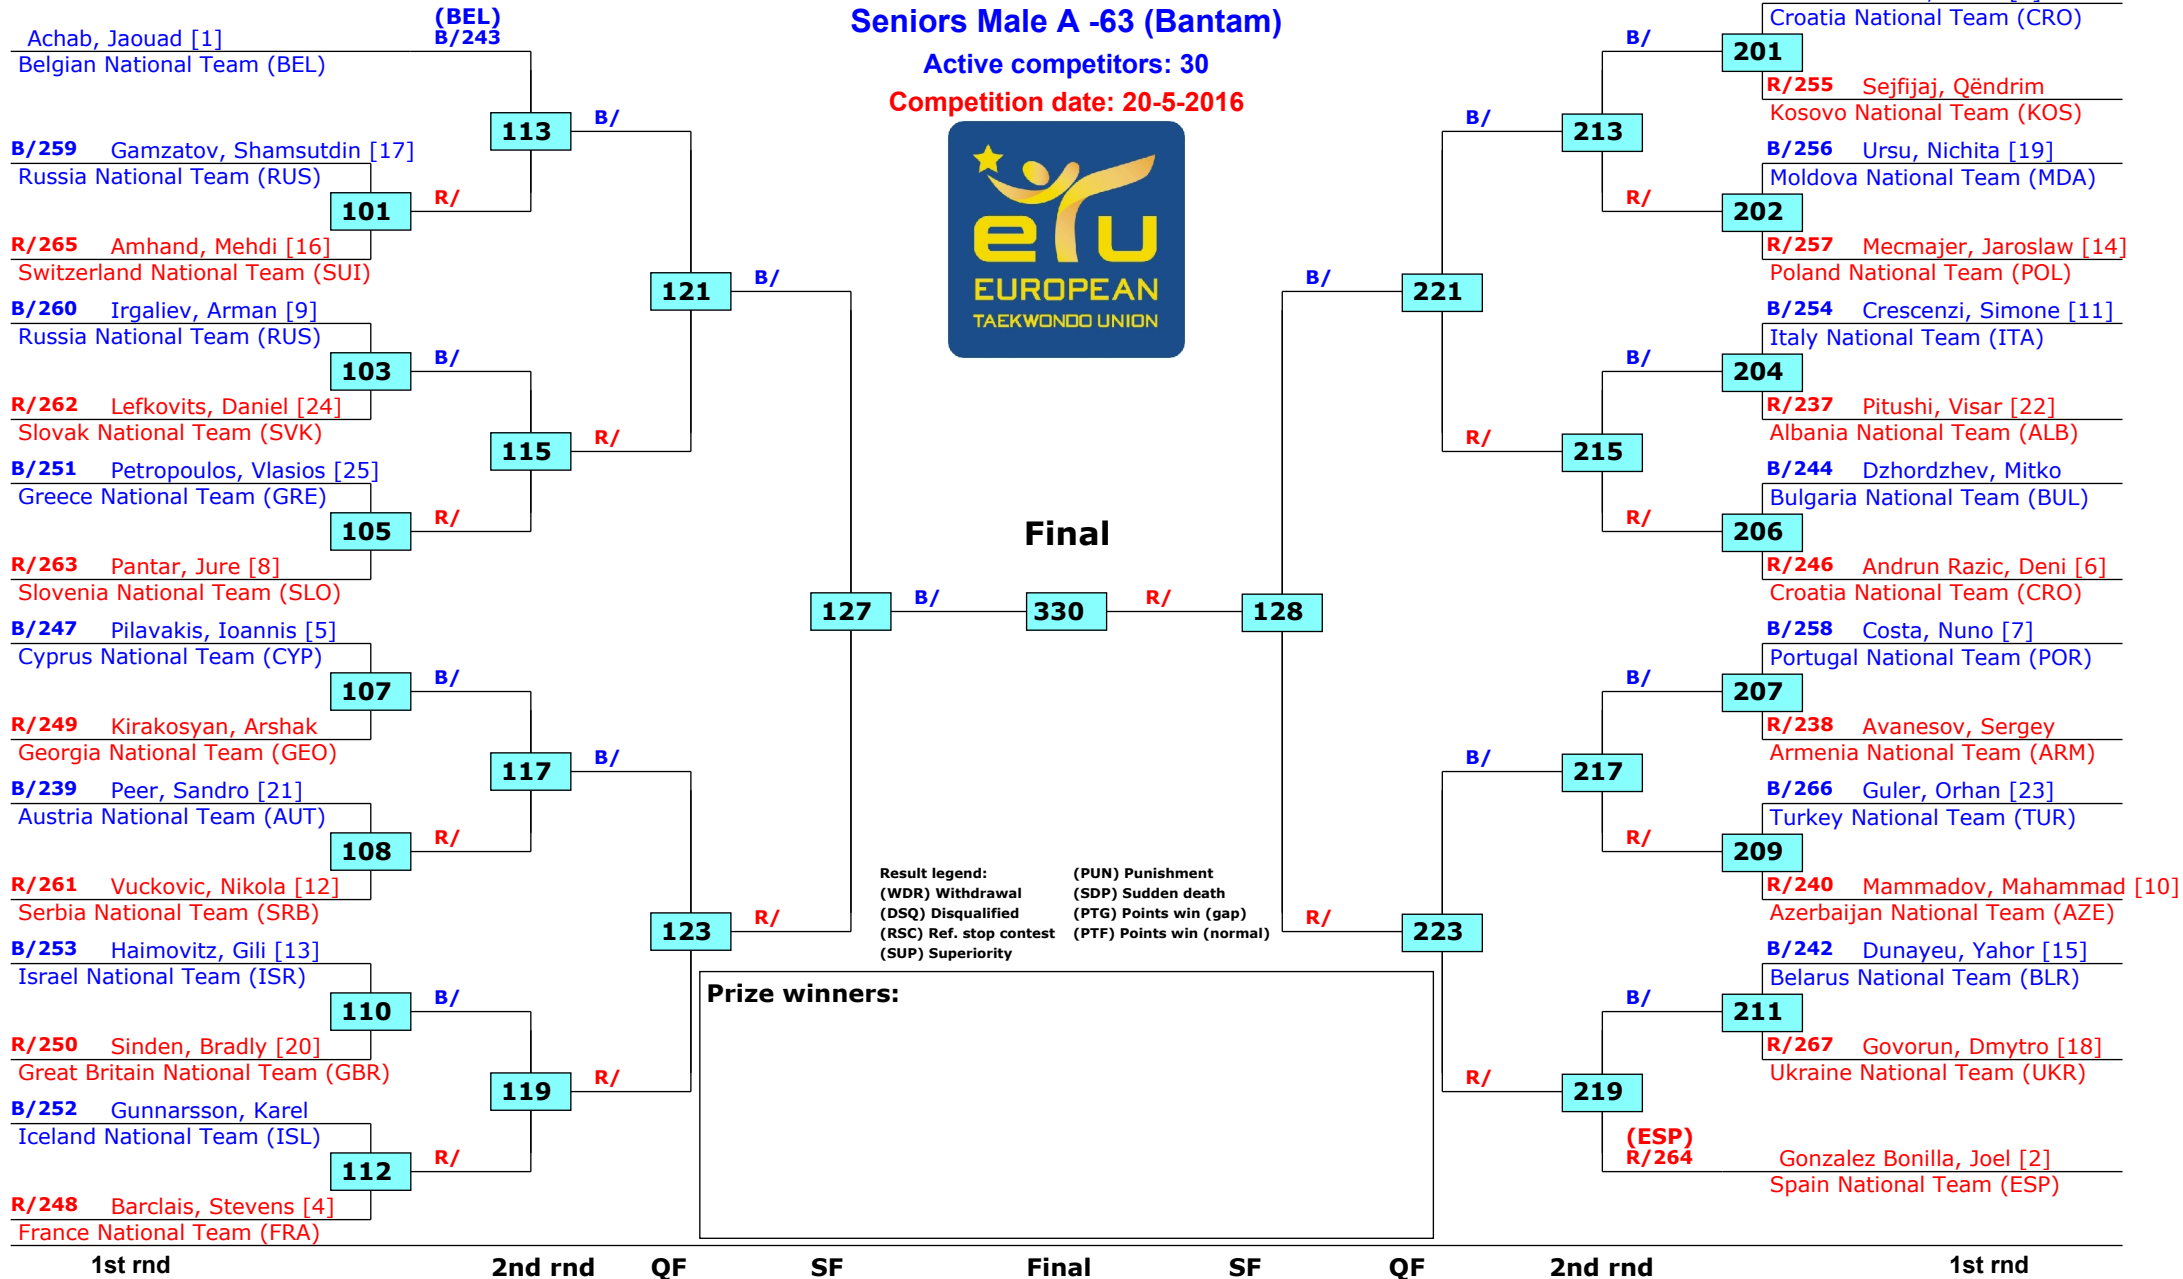 Seniors Male A -63 (Bantam)
Active competitors: 30
Competition date: 20-5-2016
eTu
EUROPEAN
TAEKWONDO UNION
(BEL)
Achab, Jaouad [1] B/243
Belgian National Team (BEL)
113 B/
B/259 Gamzatov, Shamsutdin [17]
Russia National Team (RUS)
101 R/
R/265 Amhand, Mehdi [16]
Switzerland National Team (SUI)
121 B/
B/260 Irgaliev, Arman [9]
Russia National Team (RUS)
103 B/
R/262 Lefkovits, Daniel [24]
Slovak National Team (SVK)
115 R/
B/251 Petropoulos, Vlasios [25]
Greece National Team (GRE)
105 R/
R/263 Pantar, Jure [8]
Slovenia National Team (SLO)
B/247 Pilavakis, Ioannis [5]
Cyprus National Team (CYP)
107 B/
R/249 Kirakosyan, Arshak
Georgia National Team (GEO)
117 B/
B/239 Peer, Sandro [21]
Austria National Team (AUT)
108 R/
R/261 Vuckovic, Nikola [12]
Serbia National Team (SRB)
123 R/
B/253 Haimovitz, Gili [13]
Israel National Team (ISR)
110 B/
R/250 Sinden, Bradly [20]
Great Britain National Team (GBR)
119 R/
B/252 Gunnarsson, Karel
Iceland National Team (ISL)
112 R/
R/248 Barclais, Stevens [4]
France National Team (FRA)
Final
127 B/ 330 R/ 128
Result legend: (PUN) Punishment
(WDR) Withdrawal (SDP) Sudden death
(DSQ) Disqualified (PTG) Points win (gap)
(RSC) Ref. stop contest (PTF) Points win (normal)
(SUP) Superiority
Prize winners:
Croatia National Team (CRO)
B/ 201
R/255 Sejfijaj, Qëndrim
Kosovo National Team (KOS)
B/ 213
B/256 Ursu, Nichita [19]
Moldova National Team (MDA)
R/ 202
R/257 Mecmajer, Jaroslaw [14]
Poland National Team (POL)
B/ 221
B/254 Crescenzi, Simone [11]
Italy National Team (ITA)
B/ 204
R/237 Pitushi, Visar [22]
Albania National Team (ALB)
R/ 215
B/244 Dzhordzhev, Mitko
Bulgaria National Team (BUL)
R/ 206
R/246 Andrun Razic, Deni [6]
Croatia National Team (CRO)
B/258 Costa, Nuno [7]
Portugal National Team (POR)
B/ 207
R/238 Avanesov, Sergey
Armenia National Team (ARM)
B/ 217
B/266 Guler, Orhan [23]
Turkey National Team (TUR)
R/ 209
R/240 Mammadov, Mahammad [10]
Azerbaijan National Team (AZE)
R/ 223
B/242 Dunayeu, Yahor [15]
Belarus National Team (BLR)
B/ 211
R/267 Govorun, Dmytro [18]
Ukraine National Team (UKR)
R/ 219
(ESP)
R/264 Gonzalez Bonilla, Joel [2]
Spain National Team (ESP)
1st rnd 2nd rnd QF SF Final SF QF 2nd rnd 1st rnd